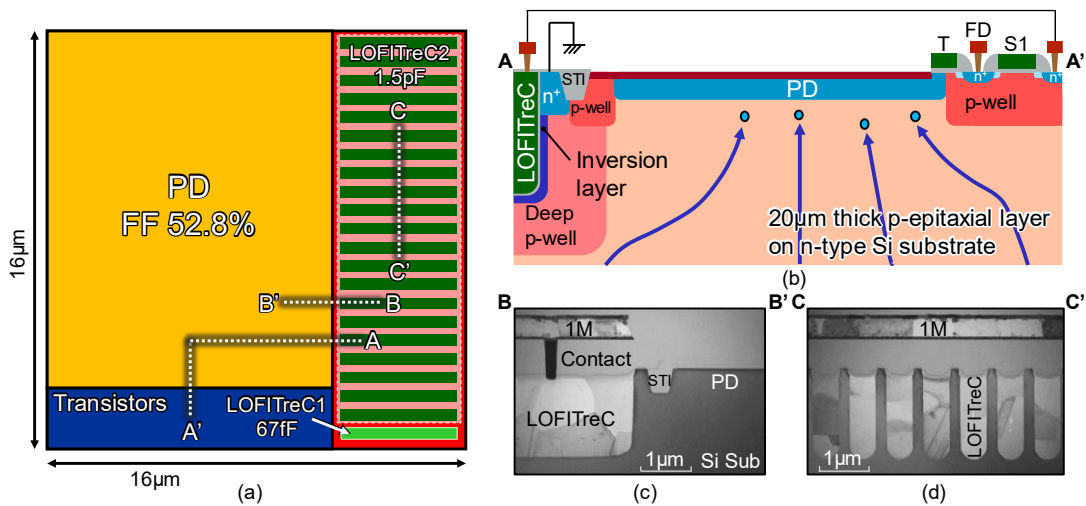 LOFITreC2
1.5pF
C
PD
FF 52.8%
C'
B'
B
A
Transistors
A'
LOFITreC1
67fF
16μm
16μm
(a)
A
A'
T
FD
S1
STI
n+
n+
n+
p-well
PD
p-well
LOFITreC
Inversion
layer
Deep
p-well
20μm thick p-epitaxial layer
on n-type Si substrate
(b)
B
B'
1M
Contact
STI
PD
LOFITreC
1μm
Si Sub
(c)
C
C'
1M
LOFITreC
1μm
(d)